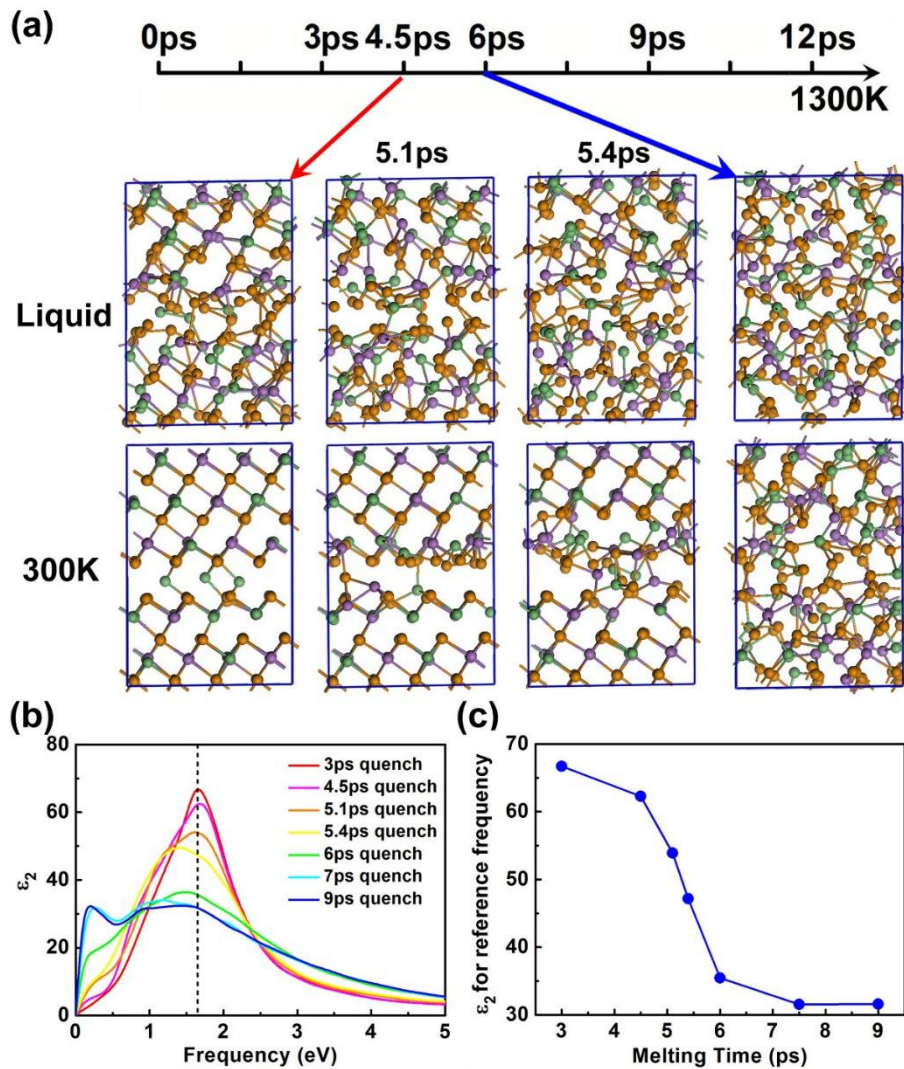 (a)
0ps 3ps 4.5ps 6ps 9ps 12ps
1300K
5.1ps 5.4ps
Liquid
300K
(b)
80
60
40
20
0
ε2
0 1 2 3 4 5
Frequency (eV)
3ps quench
4.5ps quench
5.1ps quench
5.4ps quench
6ps quench
7ps quench
9ps quench
(c)
70
60
50
40
30
ε2 for reference frequency
3 4 5 6 7 8 9
Melting Time (ps)